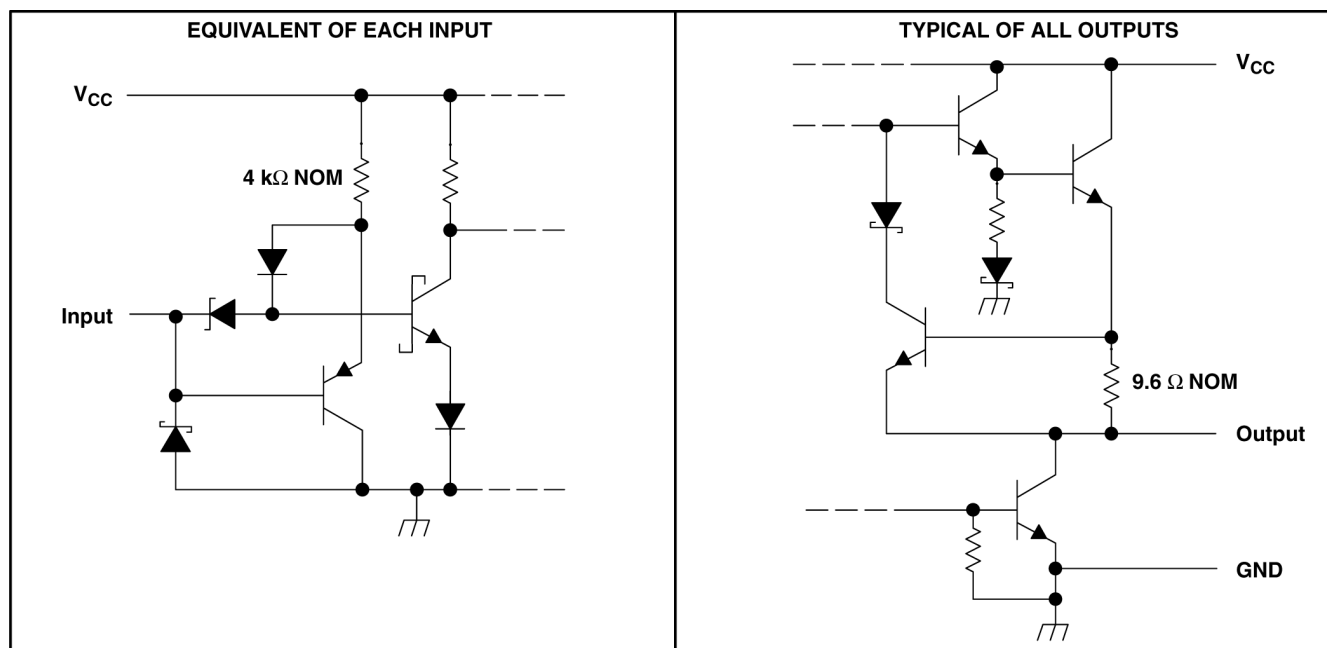 EQUIVALENT OF EACH INPUT
VCC
4 kΩ NOM
Input
TYPICAL OF ALL OUTPUTS
VCC
9.6 Ω NOM
Output
GND